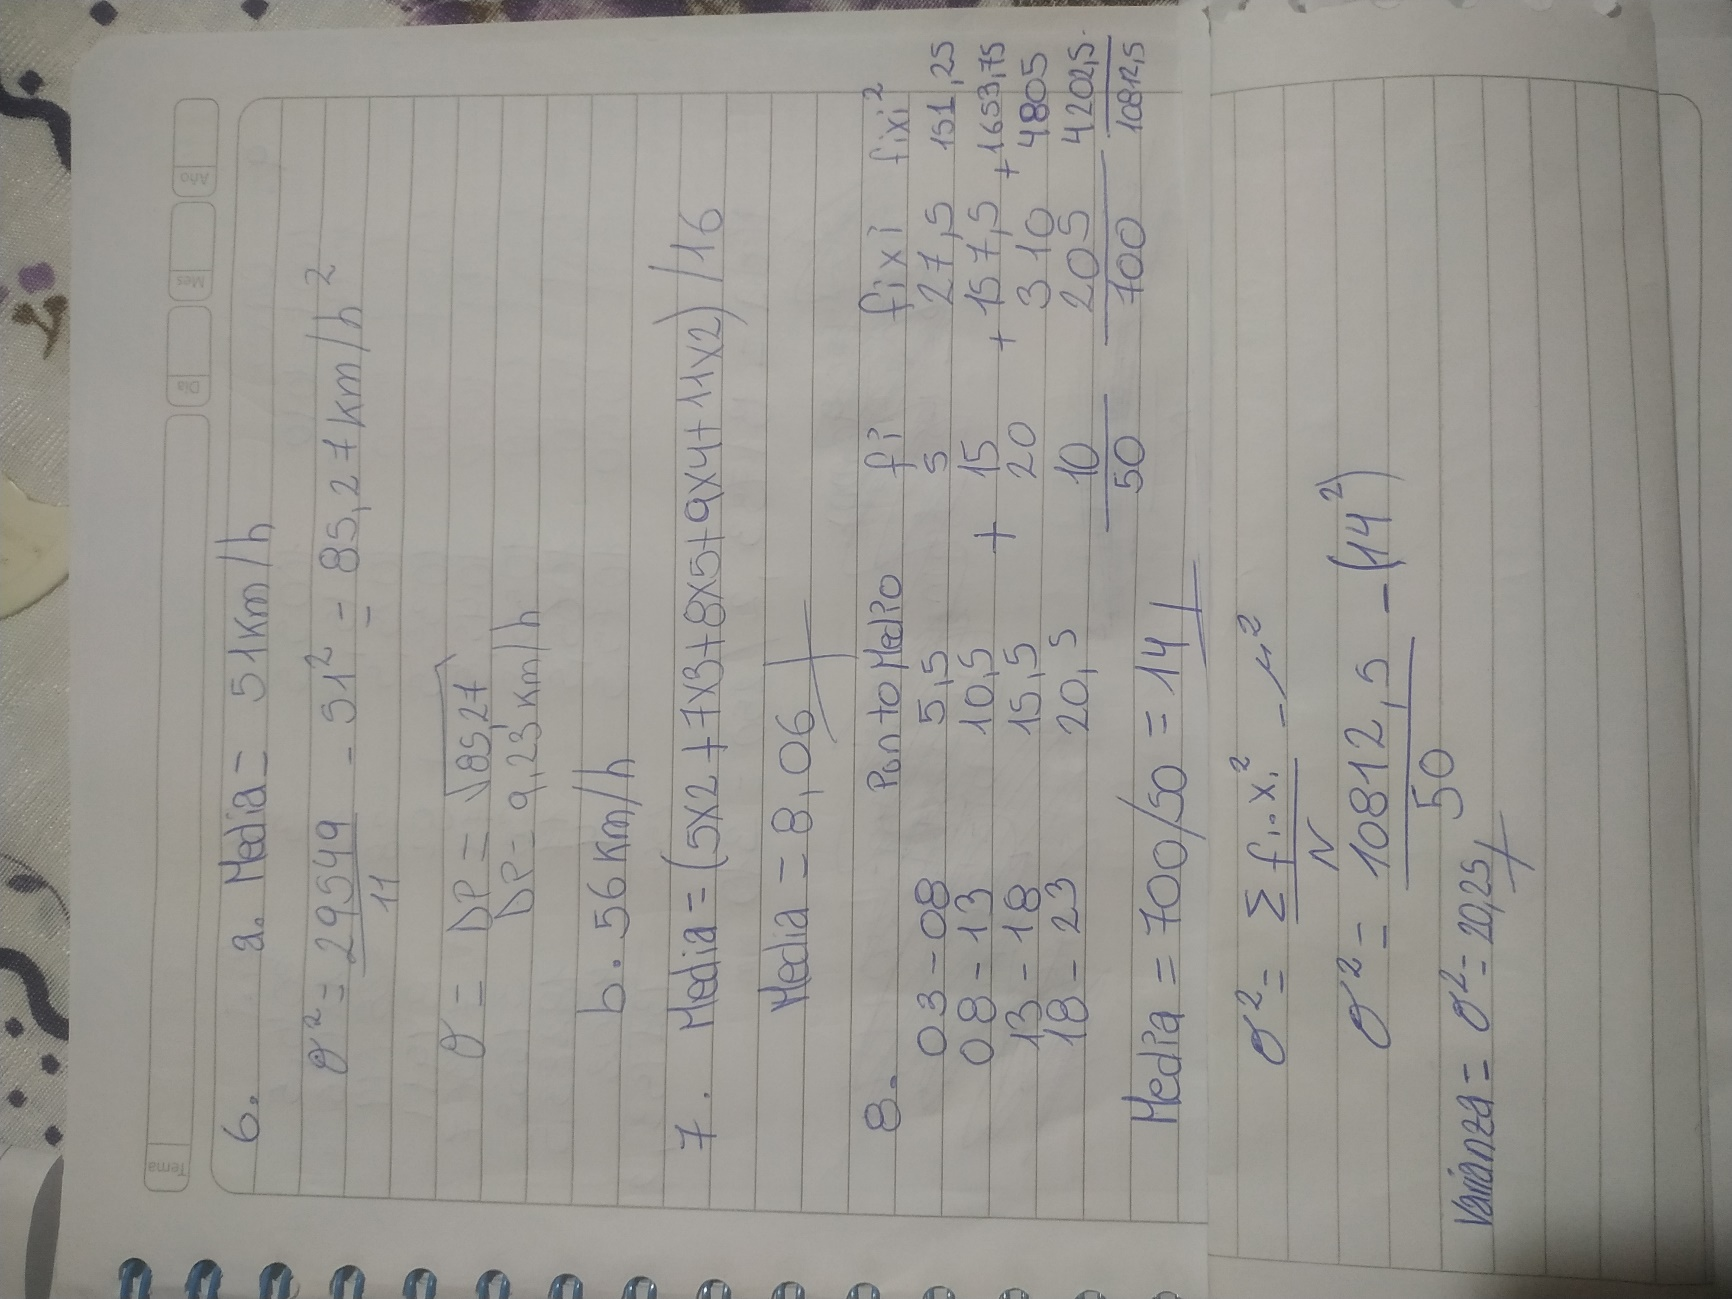 Tema
Día
Mes
Año
6. a. Media = 51 Km/h
σ² = 29549 - 51² = 85,27 km/h²
11
σ = DP = √85,27
DP = 9,23 km/h
b. 56 Km/h
7. Media = (5x2+7x3+8x5+9x4+11x2)/16
Media = 8,06
8. Ponto Medio fi fixi fixi²
03-08 5,5 5 27,5 151,25
08-13 10,5 + 15 + 157,5 + 1653,75
13-18 15,5 20 310 4805
18-23 20,5 10 205 4202,5
50 700 10812,5
Media = 700/50 = 14
σ² = Σ fi·xi² - μ²
N
σ² = 10812,5 - (14²)
50
Varianza = σ² = 20,25